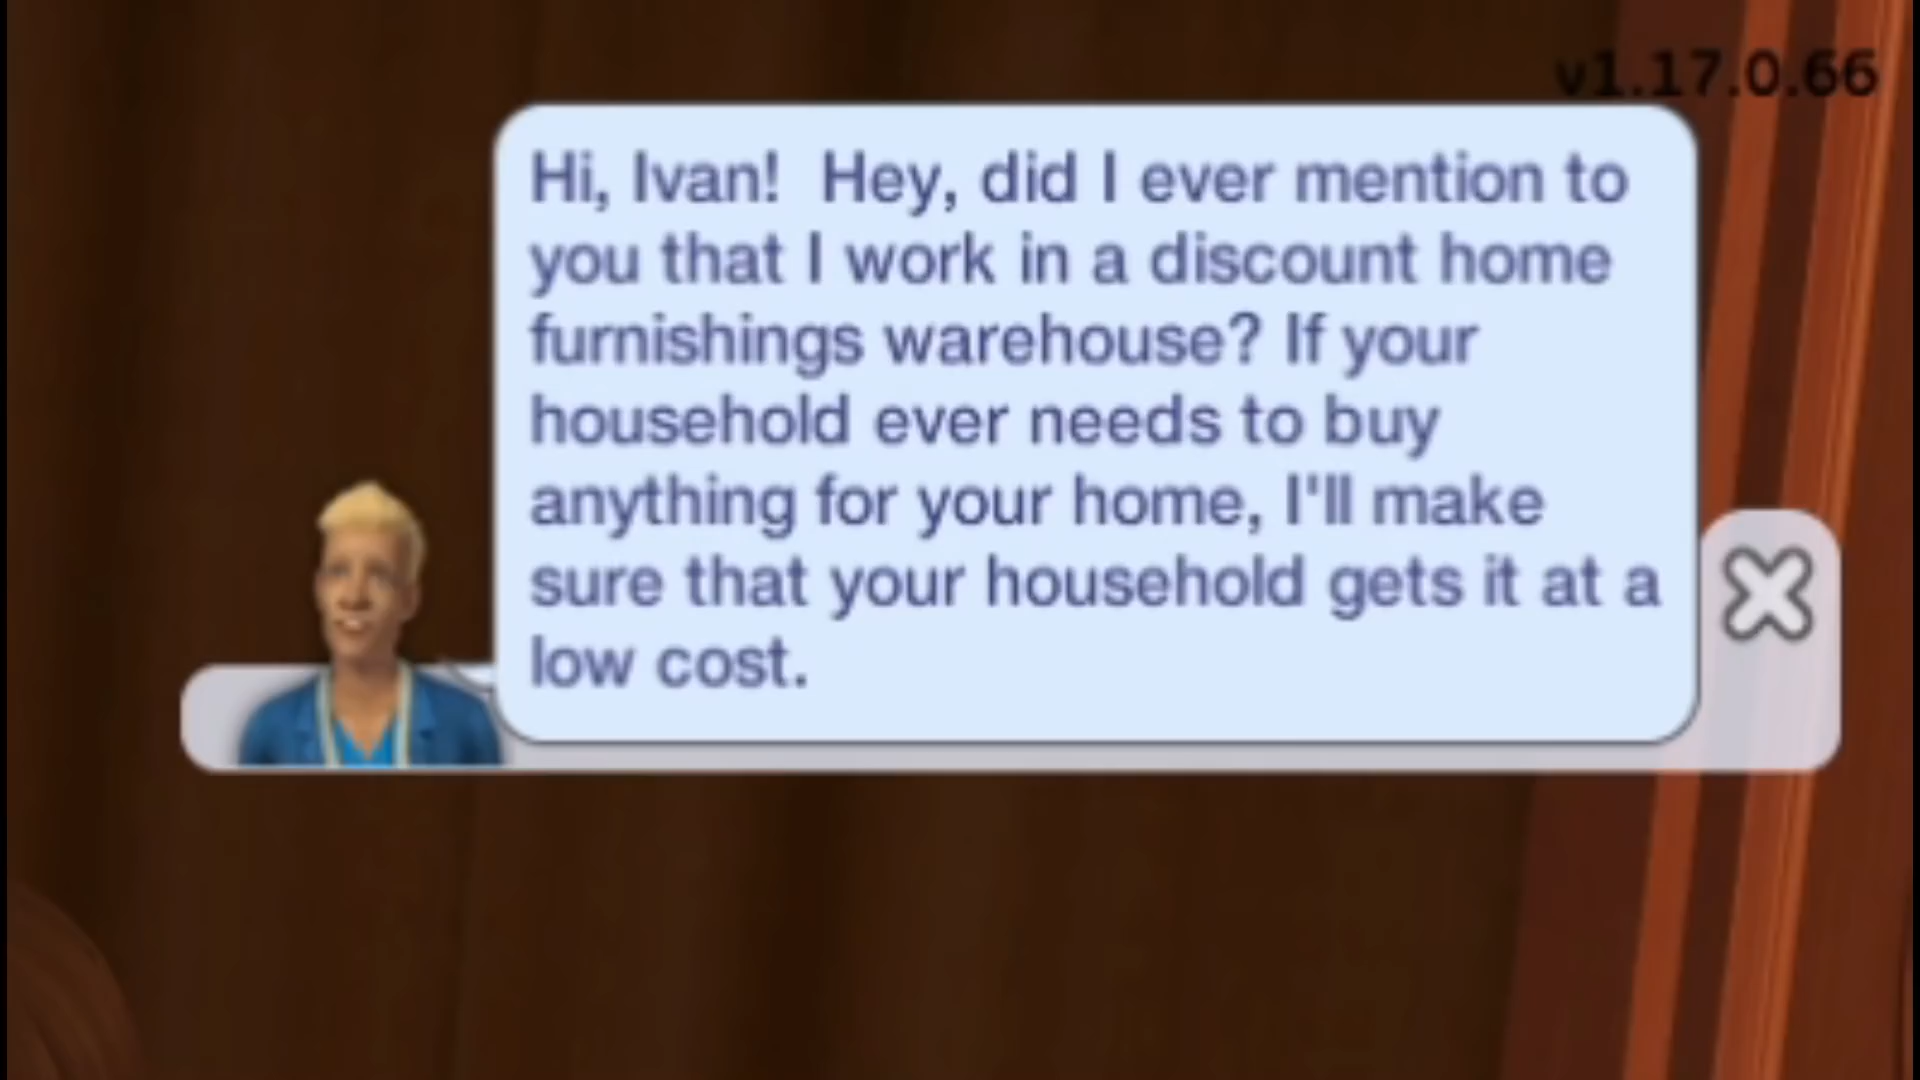 v1.17.0.66
Hi, Ivan!  Hey, did I ever mention to
you that I work in a discount home
furnishings warehouse? If your
household ever needs to buy
anything for your home, I'll make
sure that your household gets it at a
low cost.